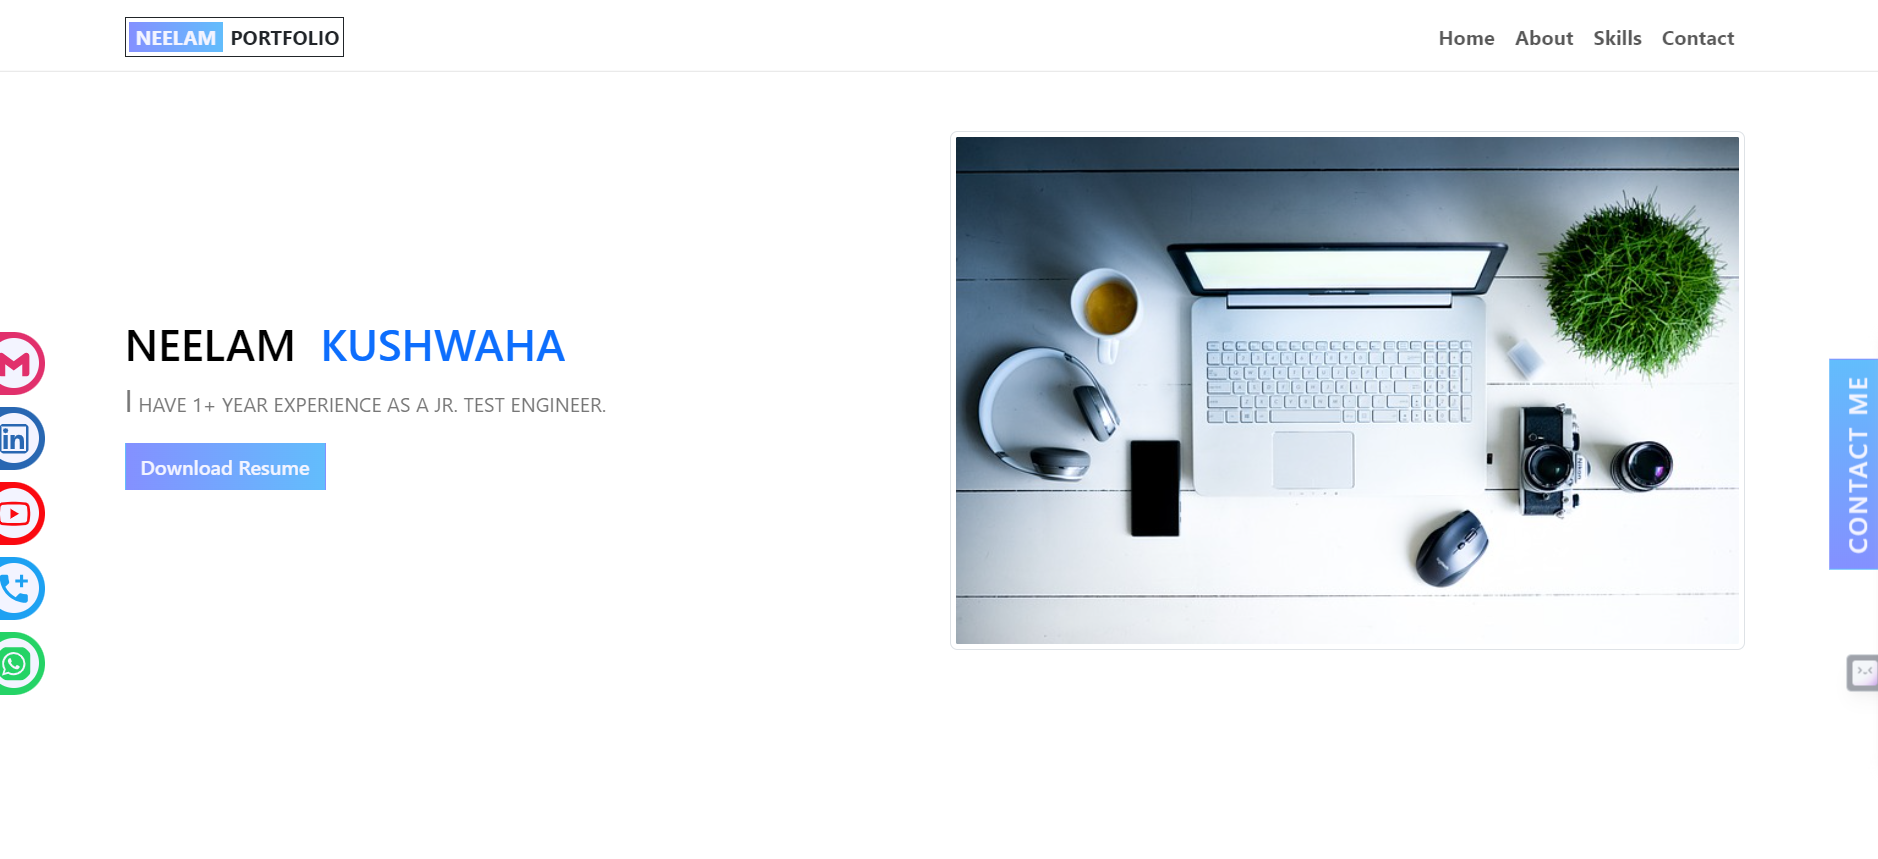 NEELAM PORTFOLIO
Home About Skills Contact
NEELAM KUSHWAHA
I HAVE 1+ YEAR EXPERIENCE AS A JR. TEST ENGINEER.
Download Resume
CONTACT ME